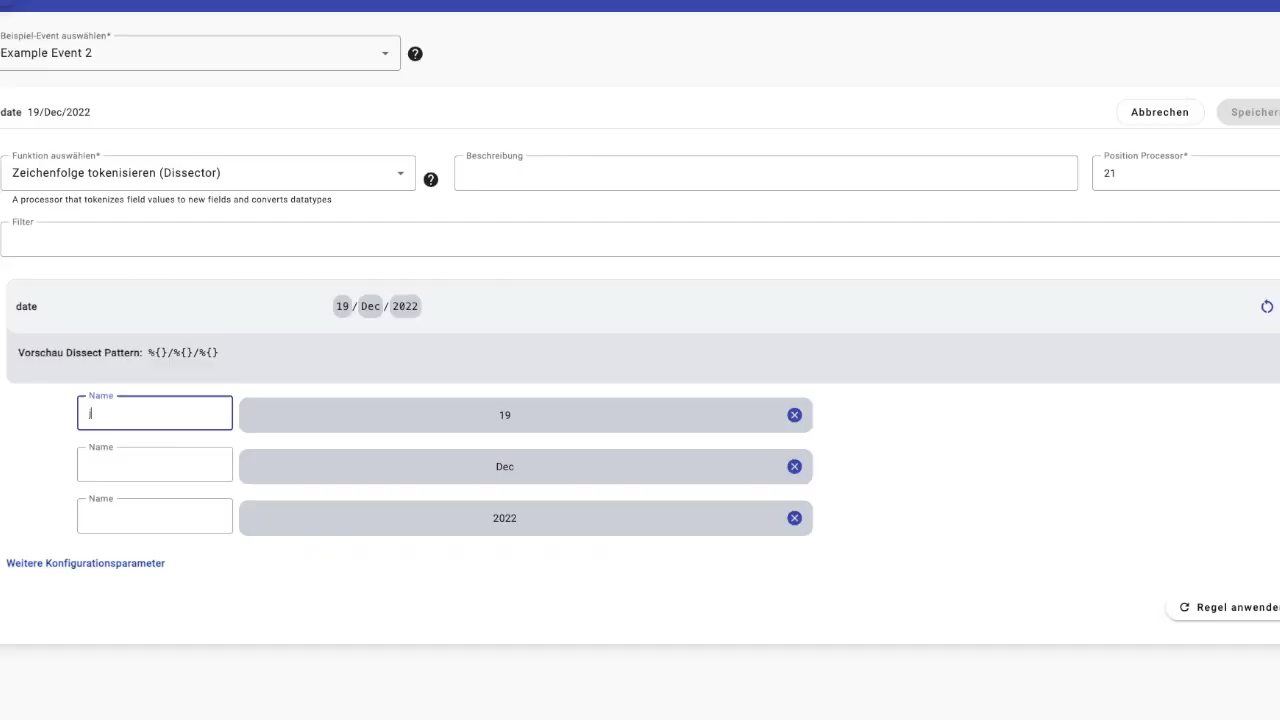 Beispiel-Event auswählen*
Example Event 2
date 19/Dec/2022
Abbrechen
Speicher
Funktion auswählen*
Zeichenfolge tokenisieren (Dissector)
A processor that tokenizes field values to new fields and converts datatypes
Beschreibung
Position Processor*
21
Filter
date
19/Dec/2022
Vorschau Dissect Pattern: %{}/%{}/%{}
Name
j
19
Name
Dec
Name
2022
Weitere Konfigurationsparameter
Regel anwenden